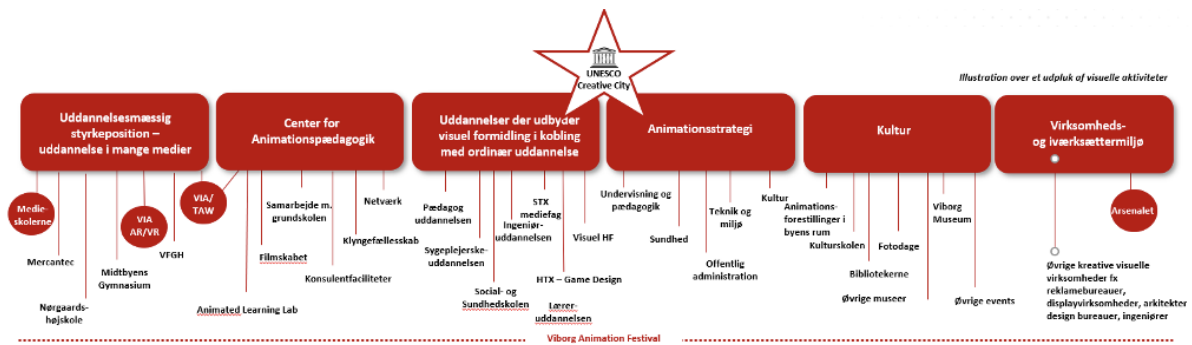 UNESCO
Creative City
Illustration over et udpluk af visuelle aktiviteter
Uddannelsesmæssig
styrkeposition –
uddannelse i mange medier
Center for
Animationspædagogik
Uddannelser der udbyder
visuel formidling i kobling
med ordinær uddannelse
Animationsstrategi
Kultur
Virksomheds-
og iværksættermiljø
Medie-
skolerne
Mercantec
Nørgaards-
højskole
Midtbyens
Gymnasium
VIA
AR/VR
VFGH
VIA/
TAW
Animated Learning Lab
Filmskabet
Samarbejde m.
grundskolen
Konsulentfaciliteter
Klyngefællesskab
Netværk
Pædagog
uddannelsen
Sygeplejerske-
uddannelsen
Social- og
Sundhedskolen
Ingeniør-
uddannelsen
STX
mediefag
HTX – Game Design
Lærer-
uddannelsen
Visuel HF
Undervisning og
pædagogik
Sundhed
Offentlig
administration
Teknik og
miljø
Kultur
Animations-
forestillinger i
byens rum
Kulturskolen
Bibliotekerne
Øvrige museer
Fotodage
Viborg
Museum
Øvrige events
Øvrige kreative visuelle
virksomheder fx
reklamebureauer,
displayvirksomheder, arkitekter
design bureauer, ingeniører
Arsenalet
Viborg Animation Festival